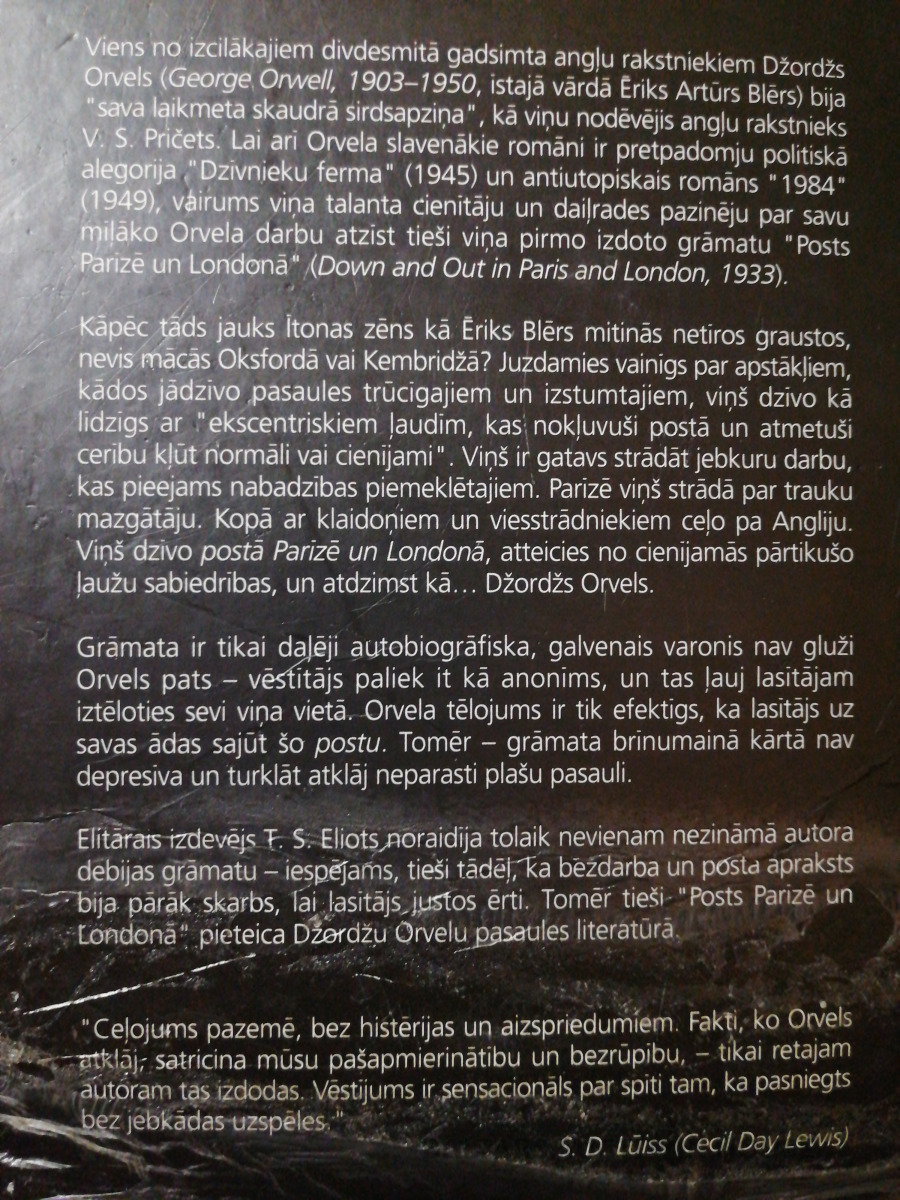 Viens no izcilākajiem divdesmitā gadsimta angļu rakstniekiem Džordžs
Orvels (George Orwell, 1903–1950, īstajā vārdā Ēriks Artūrs Blērs) bija
"sava laikmeta skaudrā sirdsapziņa", kā viņu nodēvējis angļu rakstnieks
V. S. Pričets. Lai arī Orvela slavenākie romāni ir pretpadomju politiskā
alegorija "Dzīvnieku ferma" (1945) un antiutopiskais romāns "1984"
(1949), vairums viņa talanta cienītāju un daiļrades pazinēju par savu
mīļāko Orvela darbu atzīst tieši viņa pirmo izdoto grāmatu "Posts
Parīzē un Londonā" (Down and Out in Paris and London, 1933).
Kāpēc tāds jauks Ītonas zēns kā Ēriks Blērs mitinās netīros graustos,
nevis mācās Oksfordā vai Kembridžā? Juzdamies vainīgs par apstākļiem,
kādos jādzīvo pasaules trūcīgajiem un izstumtajiem, viņš dzīvo kā
līdzīgs ar "ekscentriskiem ļaudīm, kas nokļuvuši postā un atmetuši
cerību kļūt normāli vai cienījami". Viņš ir gatavs strādāt jebkuru darbu,
kas pieejams nabadzības piemeklētajiem. Parīzē viņš strādā par trauku
mazgātāju. Kopā ar klaidoņiem un viesstrādniekiem ceļo pa Angliju.
Viņš dzīvo postā Parīzē un Londonā, atteicies no cienījamās pārtikušo
ļaužu sabiedrības, un atdzimst kā... Džordžs Orvels.
Grāmata ir tikai daļēji autobiogrāfiska, galvenais varonis nav gluži
Orvels pats – vēstītājs paliek it kā anonīms, un tas ļauj lasītājam
iztēloties sevi viņa vietā. Orvela tēlojums ir tik efektīgs, ka lasītājs uz
savas ādas sajūt šo postu. Tomēr – grāmata brīnumainā kārtā nav
depresīva un turklāt atklāj neparasti plašu pasauli.
Elitārais izdevējs T. S. Eliots noraidīja tolaik nevienam nezināmā autora
debijas grāmatu – iespējams, tieši tādēļ, ka bezdarba un posta apraksts
bija pārāk skarbs, lai lasītājs justos ērti. Tomēr tieši "Posts Parīzē un
Londonā" pieteica Džordžu Orvelu pasaules literatūrā.
"Ceļojums pazemē, bez histērijas un aizspriedumiem. Fakti, ko Orvels
atklāj, satricina mūsu pašapmierinātību un bezrūpību, – tikai retajam
autoram tas izdodas. Vēstījums ir sensacionāls par spīti tam, ka pasniegts
bez jebkādas uzspēles."
S. D. Lūiss (Cecil Day Lewis)